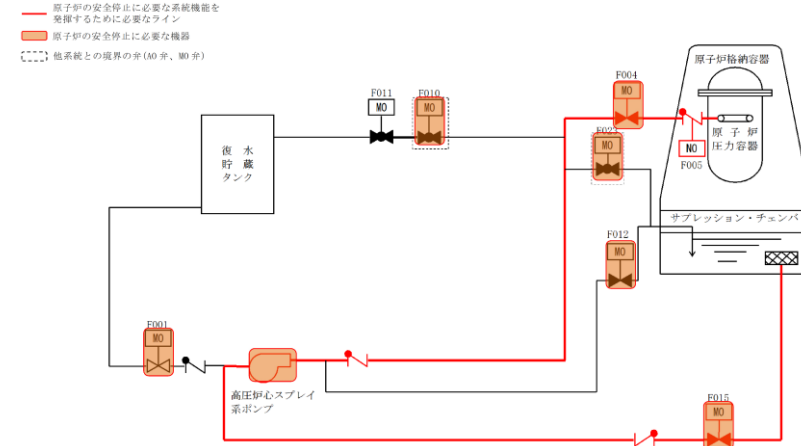 原子炉の安全停止に必要な系統機能を
発揮するために必要なライン
原子炉の安全停止に必要な機器
他系統との境界の弁(AO 弁、MO 弁)
F011
MO
F010
MO
F004
MO
原子炉格納容器
復 水
貯 蔵
タンク
F023
MO
NO
F005
原 子 炉
圧力容器
サプレッション・チェンバ
F012
MO
F001
MO
高圧炉心スプレイ
系ポンプ
F015
MO